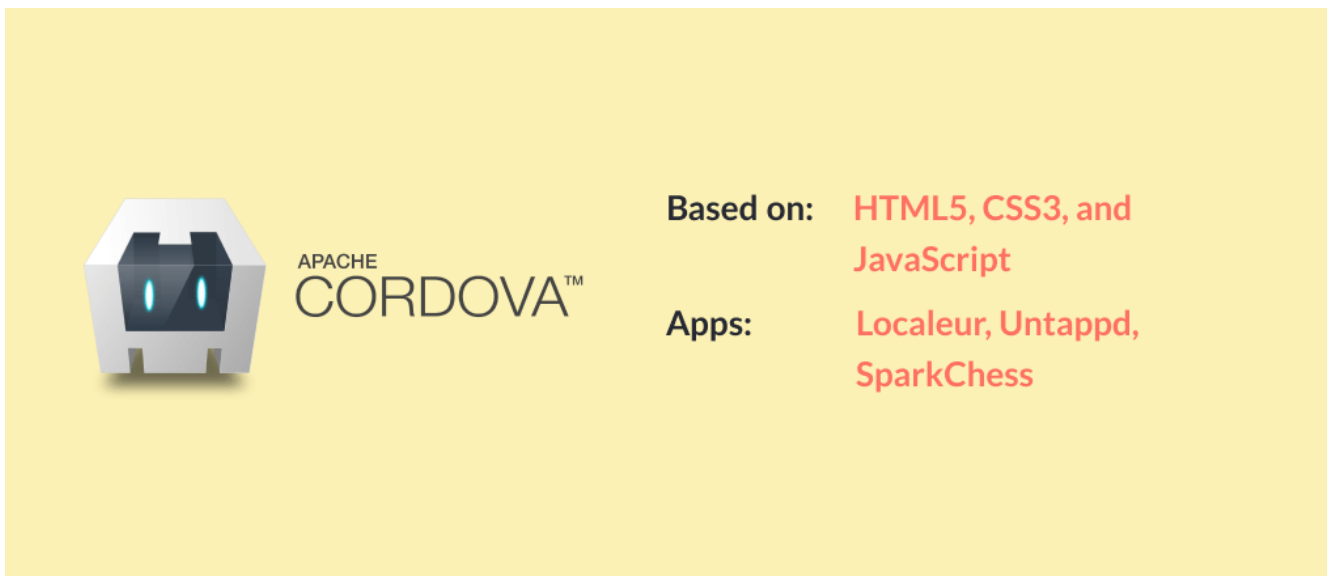 APACHE
CORDOVA™
Based on: HTML5, CSS3, and
JavaScript
Apps: Localeur, Untappd,
SparkChess